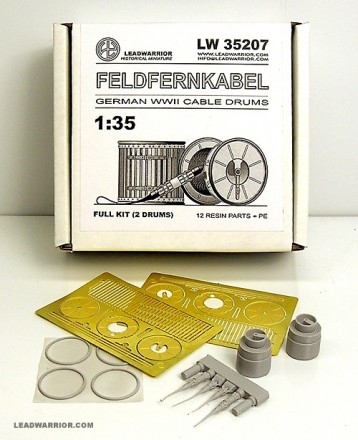 LEADWARRIOR
HISTORICAL MINIATURE
LW 35207
WWW.LEADWARRIOR.COM
INFO@LEADWARRIOR.COM
FELDFERNKABEL
GERMAN WWII CABLE DRUMS
1:35
FULL KIT (2 DRUMS)
12 RESIN PARTS + PE
LEADWARRIOR.COM